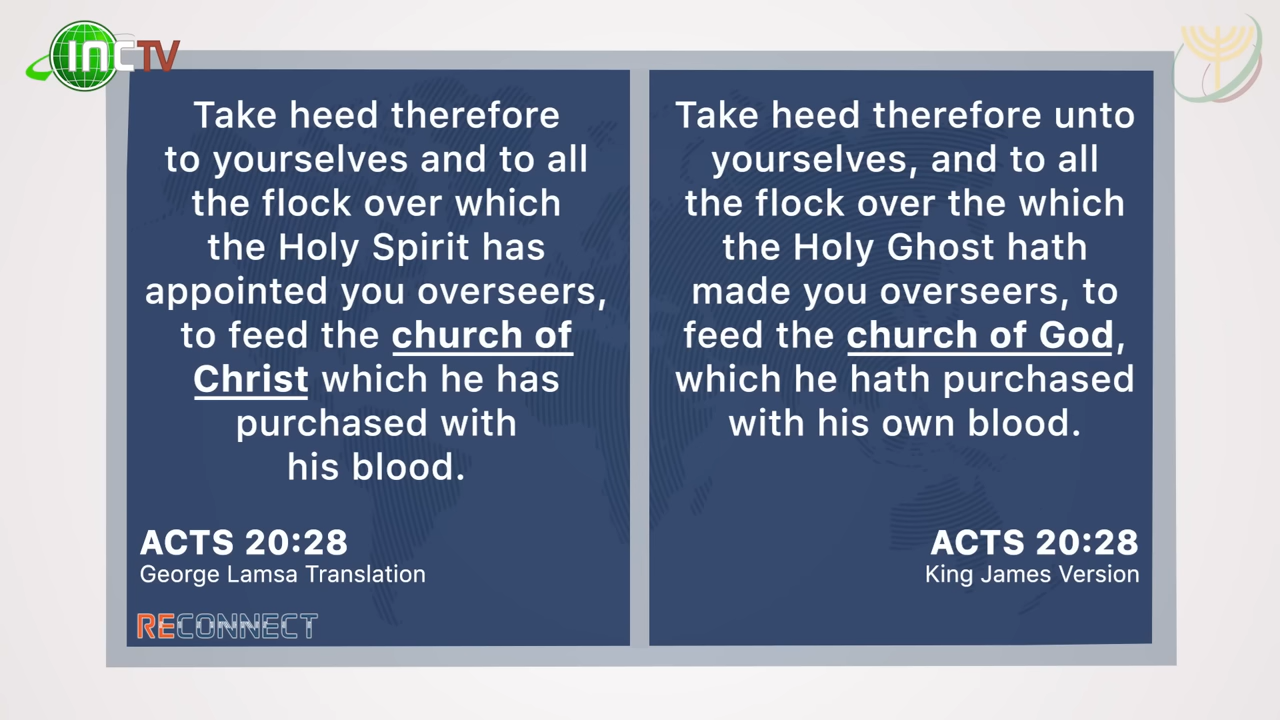 INCTV
Take heed therefore
to yourselves and to all
the flock over which
the Holy Spirit has
appointed you overseers,
to feed the church of
Christ which he has
purchased with
his blood.
ACTS 20:28
George Lamsa Translation
RECONNECT
Take heed therefore unto
yourselves, and to all
the flock over the which
the Holy Ghost hath
made you overseers, to
feed the church of God,
which he hath purchased
with his own blood.
ACTS 20:28
King James Version